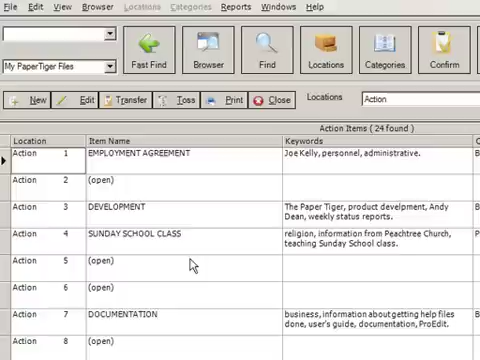 File Edit View Browser Locations Categories Reports Windows Help
Fast Find Browser Find Locations Categories Confirm
My PaperTiger Files
New Edit Transfer Toss Print Close Locations Action
Action Items ( 24 found )
Location Item Name Keywords
Action 1 EMPLOYMENT AGREEMENT Joe Kelly, personnel, administrative.
Action 2 (open)
Action 3 DEVELOPMENT The Paper Tiger, product develpment, Andy
Dean, weekly status reports.
Action 4 SUNDAY SCHOOL CLASS religion, information from Peachtree Church,
teaching Sunday School class.
Action 5 (open)
Action 6 (open)
Action 7 DOCUMENTATION business, information about getting help files
done, user's guide, documentation, ProEdit.
Action 8 (open)